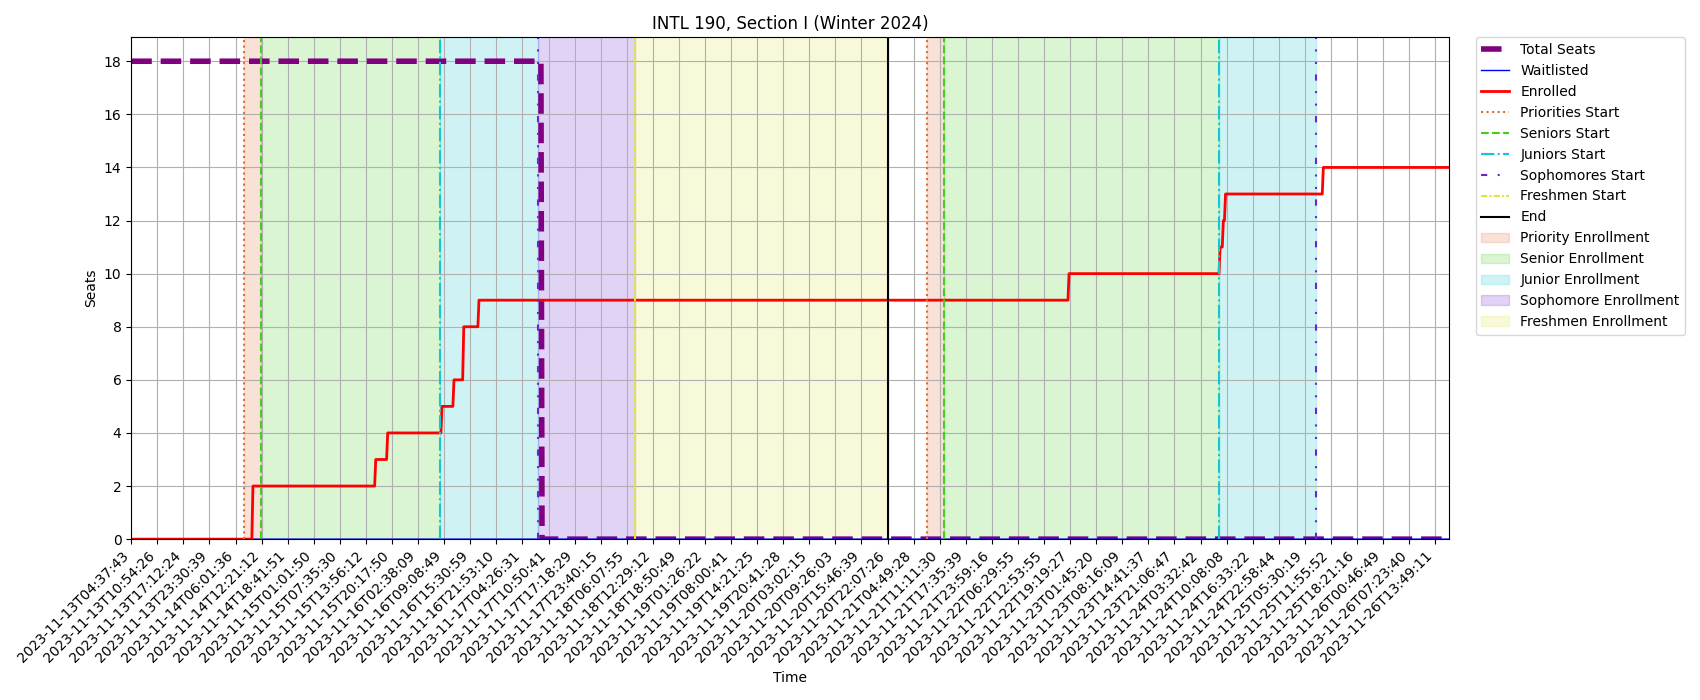 INTL 190, Section I (Winter 2024)
Seats
18
16
14
12
10
8
6
4
2
0
2023-11-13T04:37:43
2023-11-13T10:54:26
2023-11-13T17:12:24
2023-11-13T23:30:39
2023-11-14T06:01:36
2023-11-14T12:21:12
2023-11-14T18:41:51
2023-11-15T01:01:50
2023-11-15T07:35:30
2023-11-15T13:56:12
2023-11-15T20:17:50
2023-11-16T02:38:09
2023-11-16T09:08:49
2023-11-16T15:30:59
2023-11-16T21:53:10
2023-11-17T04:26:31
2023-11-17T10:50:41
2023-11-17T17:18:29
2023-11-17T23:40:15
2023-11-18T06:07:55
2023-11-18T12:29:12
2023-11-18T18:50:49
2023-11-19T01:26:22
2023-11-19T08:00:41
2023-11-19T14:21:25
2023-11-19T20:41:28
2023-11-20T03:02:15
2023-11-20T09:26:03
2023-11-20T15:46:39
2023-11-20T22:07:26
2023-11-21T04:49:28
2023-11-21T11:11:30
2023-11-21T17:35:39
2023-11-21T23:59:16
2023-11-22T06:29:55
2023-11-22T12:53:55
2023-11-22T19:19:27
2023-11-23T01:45:20
2023-11-23T08:16:09
2023-11-23T14:41:37
2023-11-23T21:06:47
2023-11-24T03:32:42
2023-11-24T10:08:08
2023-11-24T16:33:22
2023-11-24T22:58:44
2023-11-25T05:30:19
2023-11-25T11:55:52
2023-11-25T18:21:16
2023-11-26T00:46:49
2023-11-26T07:23:40
2023-11-26T13:49:11
Time
Total Seats
Waitlisted
Enrolled
Priorities Start
Seniors Start
Juniors Start
Sophomores Start
Freshmen Start
End
Priority Enrollment
Senior Enrollment
Junior Enrollment
Sophomore Enrollment
Freshmen Enrollment